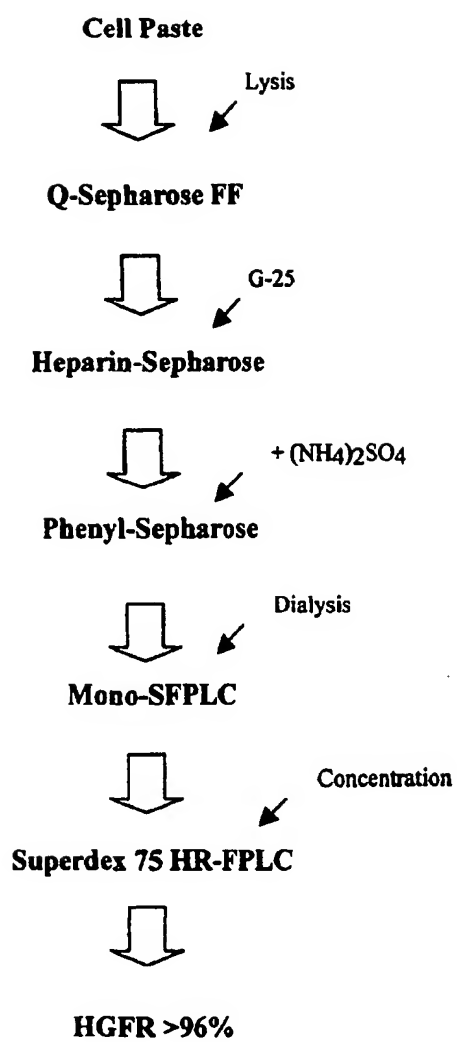 Cell Paste
Lysis
Q-Sepharose FF
G-25
Heparin-Sepharose
+ (NH4)2SO4
Phenyl-Sepharose
Dialysis
Mono-SFPLC
Concentration
Superdex 75 HR-FPLC
HGFR >96%